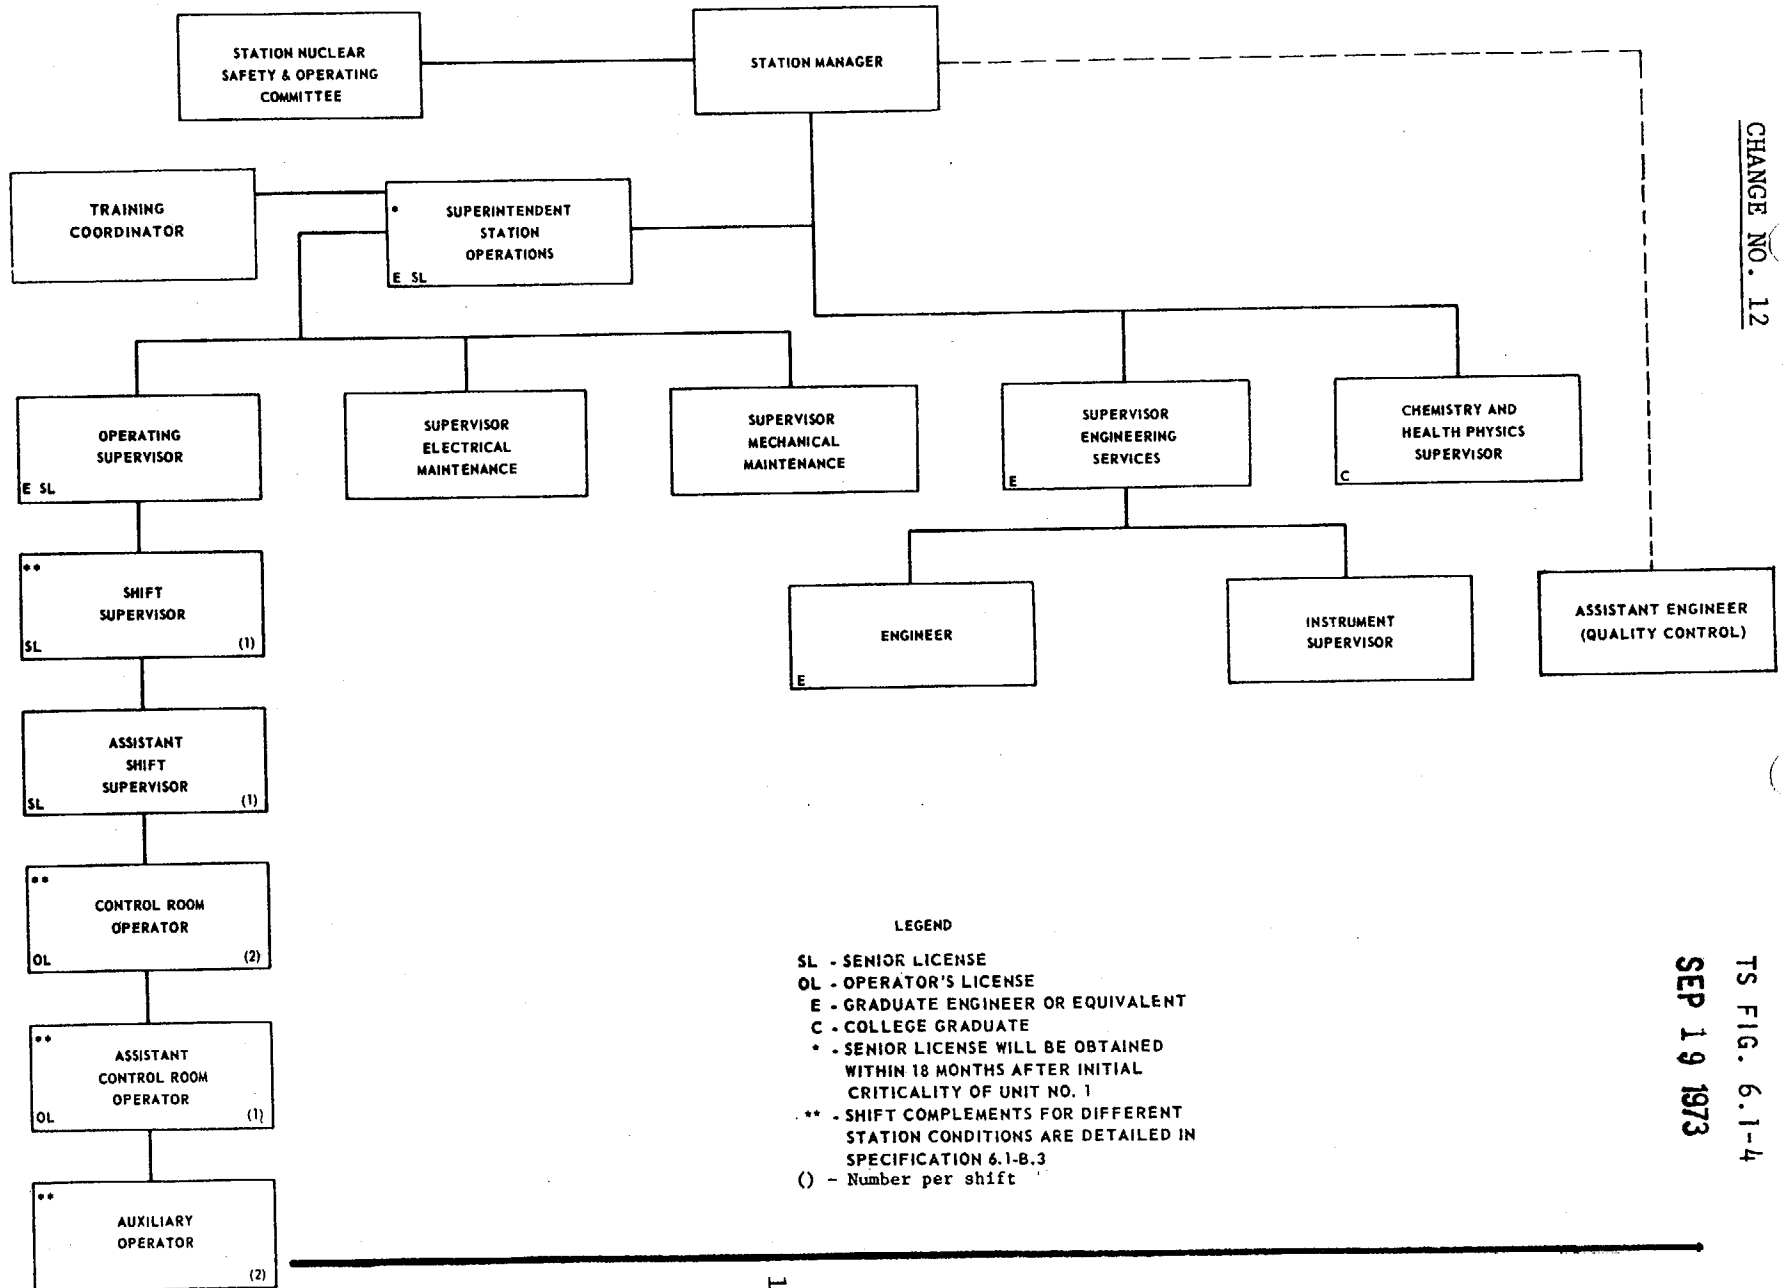 STATION NUCLEAR
SAFETY & OPERATING
COMMITTEE
STATION MANAGER
CHANGE NO. 12
TRAINING
COORDINATOR
*
SUPERINTENDENT
STATION
OPERATIONS
E SL
OPERATING
SUPERVISOR
E SL
SUPERVISOR
ELECTRICAL
MAINTENANCE
SUPERVISOR
MECHANICAL
MAINTENANCE
SUPERVISOR
ENGINEERING
SERVICES
E
CHEMISTRY AND
HEALTH PHYSICS
SUPERVISOR
C
**
SHIFT
SUPERVISOR
SL (1)
ENGINEER
E
INSTRUMENT
SUPERVISOR
ASSISTANT ENGINEER
(QUALITY CONTROL)
ASSISTANT
SHIFT
SUPERVISOR
SL (1)
**
CONTROL ROOM
OPERATOR
OL (2)
**
ASSISTANT
CONTROL ROOM
OPERATOR
OL (1)
**
AUXILIARY
OPERATOR
(2)
LEGEND
SL - SENIOR LICENSE
OL - OPERATOR'S LICENSE
E - GRADUATE ENGINEER OR EQUIVALENT
C - COLLEGE GRADUATE
* - SENIOR LICENSE WILL BE OBTAINED
WITHIN 18 MONTHS AFTER INITIAL
CRITICALITY OF UNIT NO. 1
** - SHIFT COMPLEMENTS FOR DIFFERENT
STATION CONDITIONS ARE DETAILED IN
SPECIFICATION 6.1-B.3
() - Number per shift
TS FIG. 6.1-4
SEP 19 1973
1